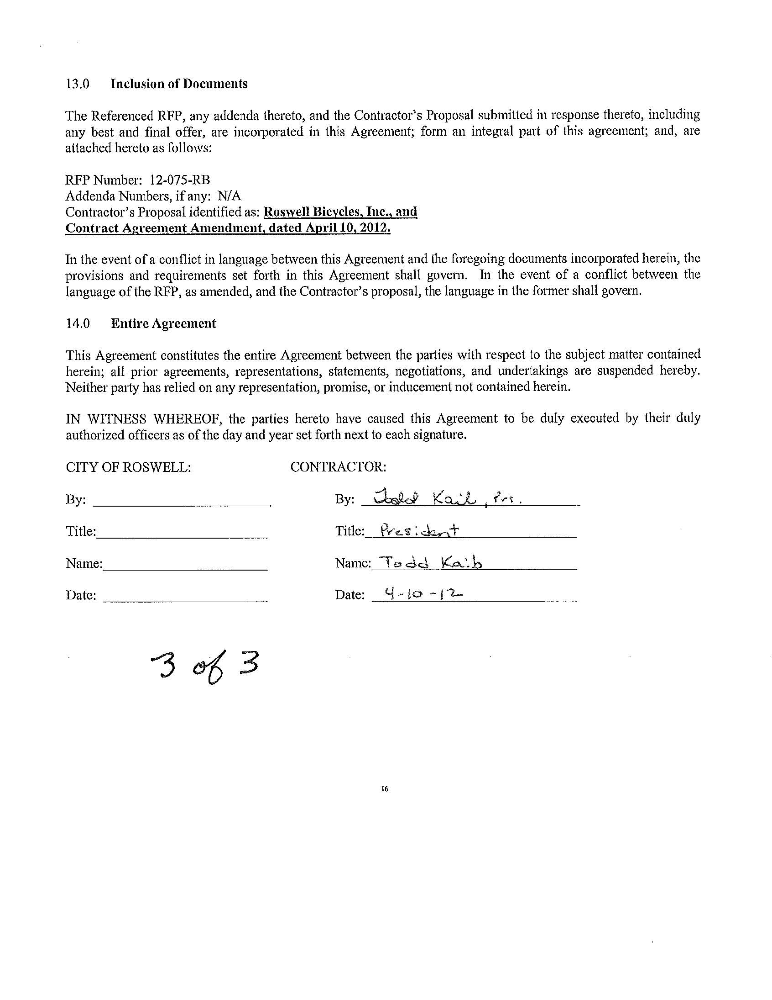 13.0 Inclusion of Documents
The Referenced RFP, any addenda thereto, and the Contractor's Proposal submitted in response thereto, including
any best and final offer, are incorporated in this Agreement; form an integral part of this agreement; and, are
attached hereto as follows:
RFP Number: 12-075-RB
Addenda Numbers, if any: N/A
Contractor's Proposal identified as: Roswell Bicycles, Inc., and
Contract Agreement Amendment, dated April 10, 2012.
In the event of a conflict in language between this Agreement and the foregoing documents incorporated herein, the
provisions and requirements set forth in this Agreement shall govern. In the event of a conflict between the
language of the RFP, as amended, and the Contractor's proposal, the language in the former shall govern.
14.0 Entire Agreement
This Agreement constitutes the entire Agreement between the parties with respect to the subject matter contained
herein; all prior agreements, representations, statements, negotiations, and undertakings are suspended hereby.
Neither party has relied on any representation, promise, or inducement not contained herein.
IN WITNESS WHEREOF, the parties hereto have caused this Agreement to be duly executed by their duly
authorized officers as of the day and year set forth next to each signature.
CITY OF ROSWELL: CONTRACTOR:
By: By: Todd Kaib, Prs.
Title: Title: President
Name: Name: Todd Kaib
Date: Date: 4-10-12
3 of 3
16